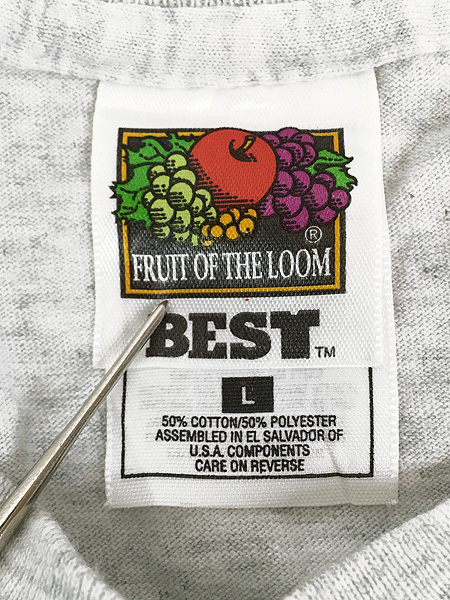 ®
FRUIT OF THE LOOM
BEST™
L
50% COTTON/50% POLYESTER
ASSEMBLED IN EL SALVADOR OF
U.S.A. COMPONENTS
CARE ON REVERSE